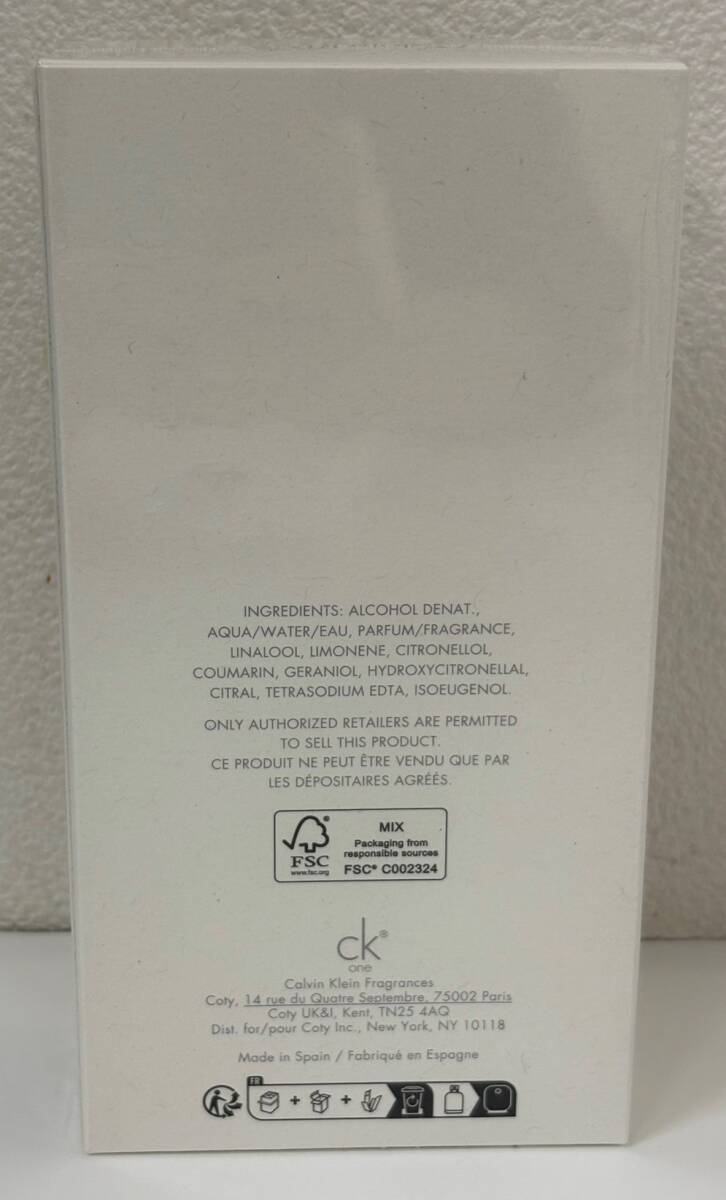 INGREDIENTS: ALCOHOL DENAT.,
AQUA/WATER/EAU, PARFUM/FRAGRANCE,
LINALOOL, LIMONENE, CITRONELLOL,
COUMARIN, GERANIOL, HYDROXYCITRONELLAL,
CITRAL, TETRASODIUM EDTA, ISOEUGENOL.
ONLY AUTHORIZED RETAILERS ARE PERMITTED
TO SELL THIS PRODUCT.
CE PRODUIT NE PEUT ÊTRE VENDU QUE PAR
LES DÉPOSITAIRES AGRÉÉS.
FSC
www.fsc.org
MIX
Packaging from
responsible sources
FSC® C002324
ck®
one
Calvin Klein Fragrances
Coty, 14 rue du Quatre Septembre, 75002 Paris
Coty UK&I, Kent, TN25 4AQ
Dist. for/pour Coty Inc., New York, NY 10118
Made in Spain / Fabriqué en Espagne
FR